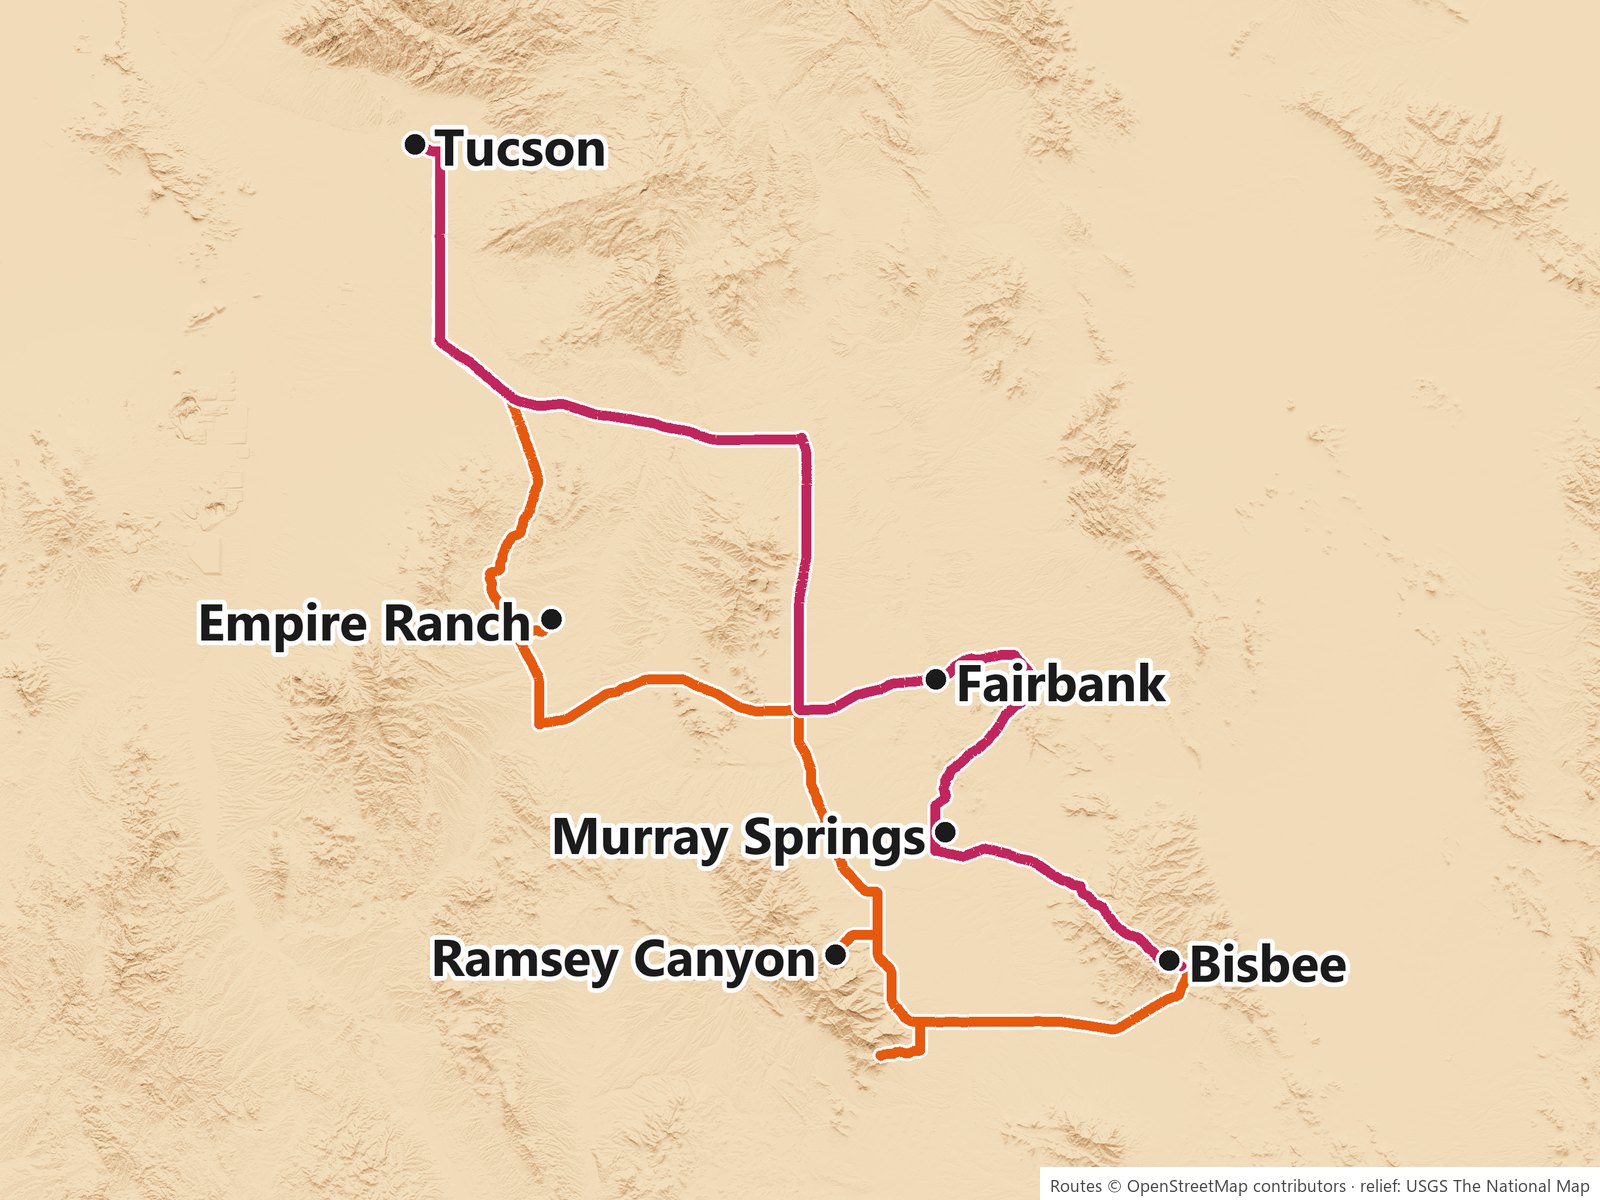 Tucson
Empire Ranch
Fairbank
Murray Springs
Ramsey Canyon
Bisbee
Routes © OpenStreetMap contributors · relief: USGS The National Map